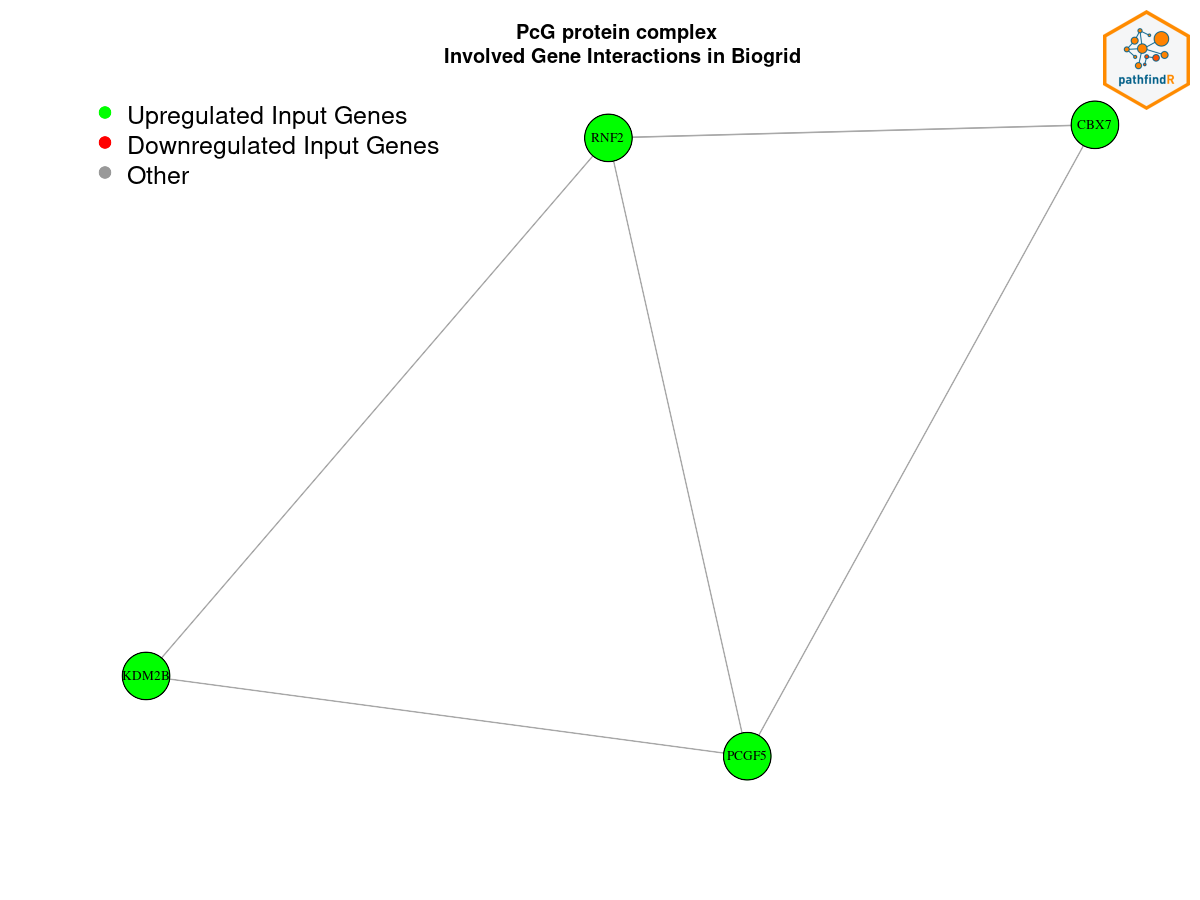 PcG protein complex
Involved Gene Interactions in Biogrid
pathfindR
Upregulated Input Genes
Downregulated Input Genes
Other
RNF2
CBX7
KDM2B
PCGF5